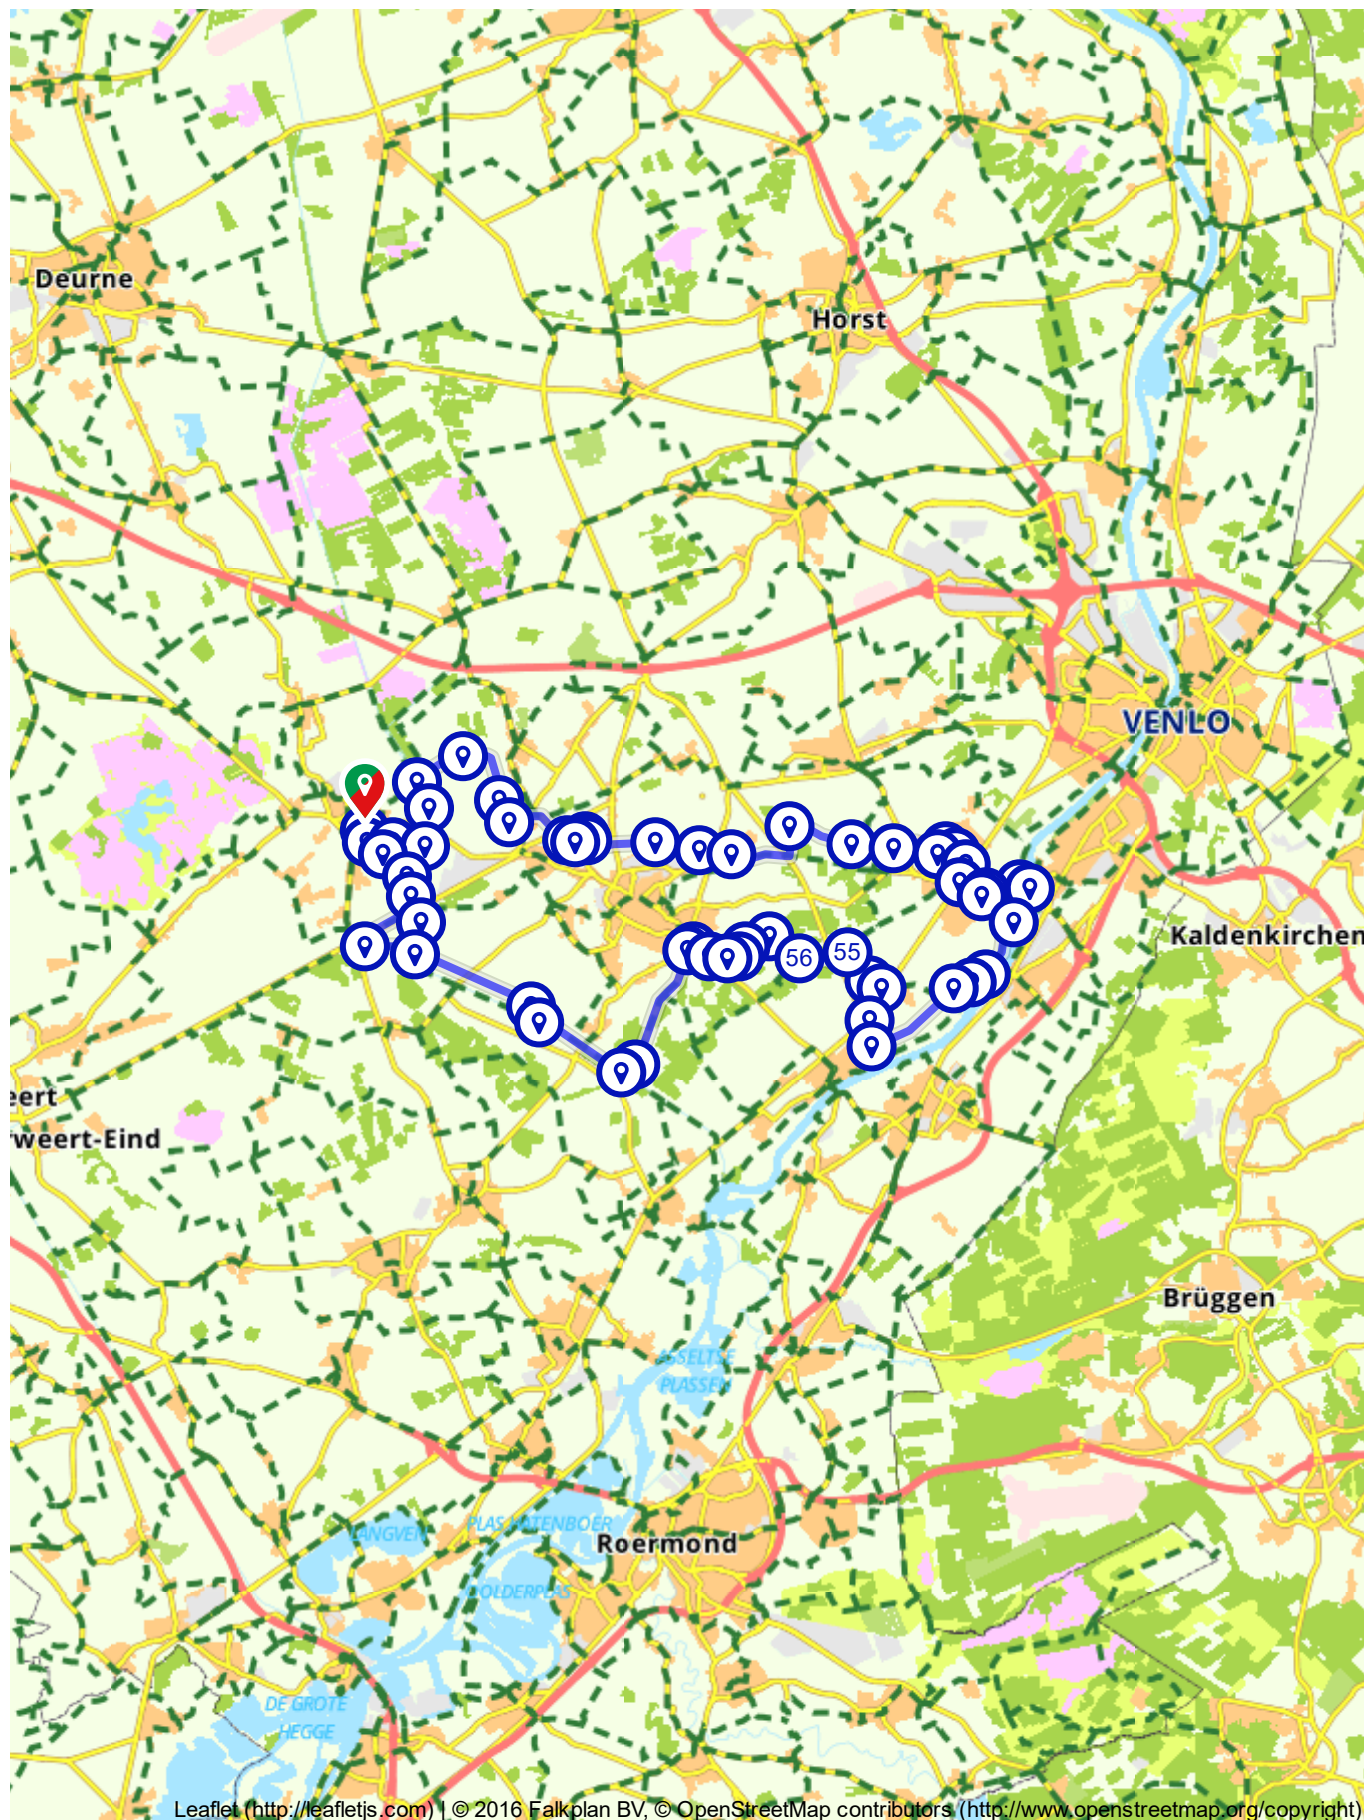 Deurne
Horst
VENLO
Kaldenkirchen
56
55
eert
rweert-Eind
Brüggen
ASSELTSE
PLASSEN
LANGVEN
PLAS HATENBOER
Roermond
OOLDERPLAS
DE GROTE
HEGGE
Leaflet (http://leafletjs.com) | © 2016 Falkplan BV, © OpenStreetMap contributors (http://www.openstreetmap.org/copyright)